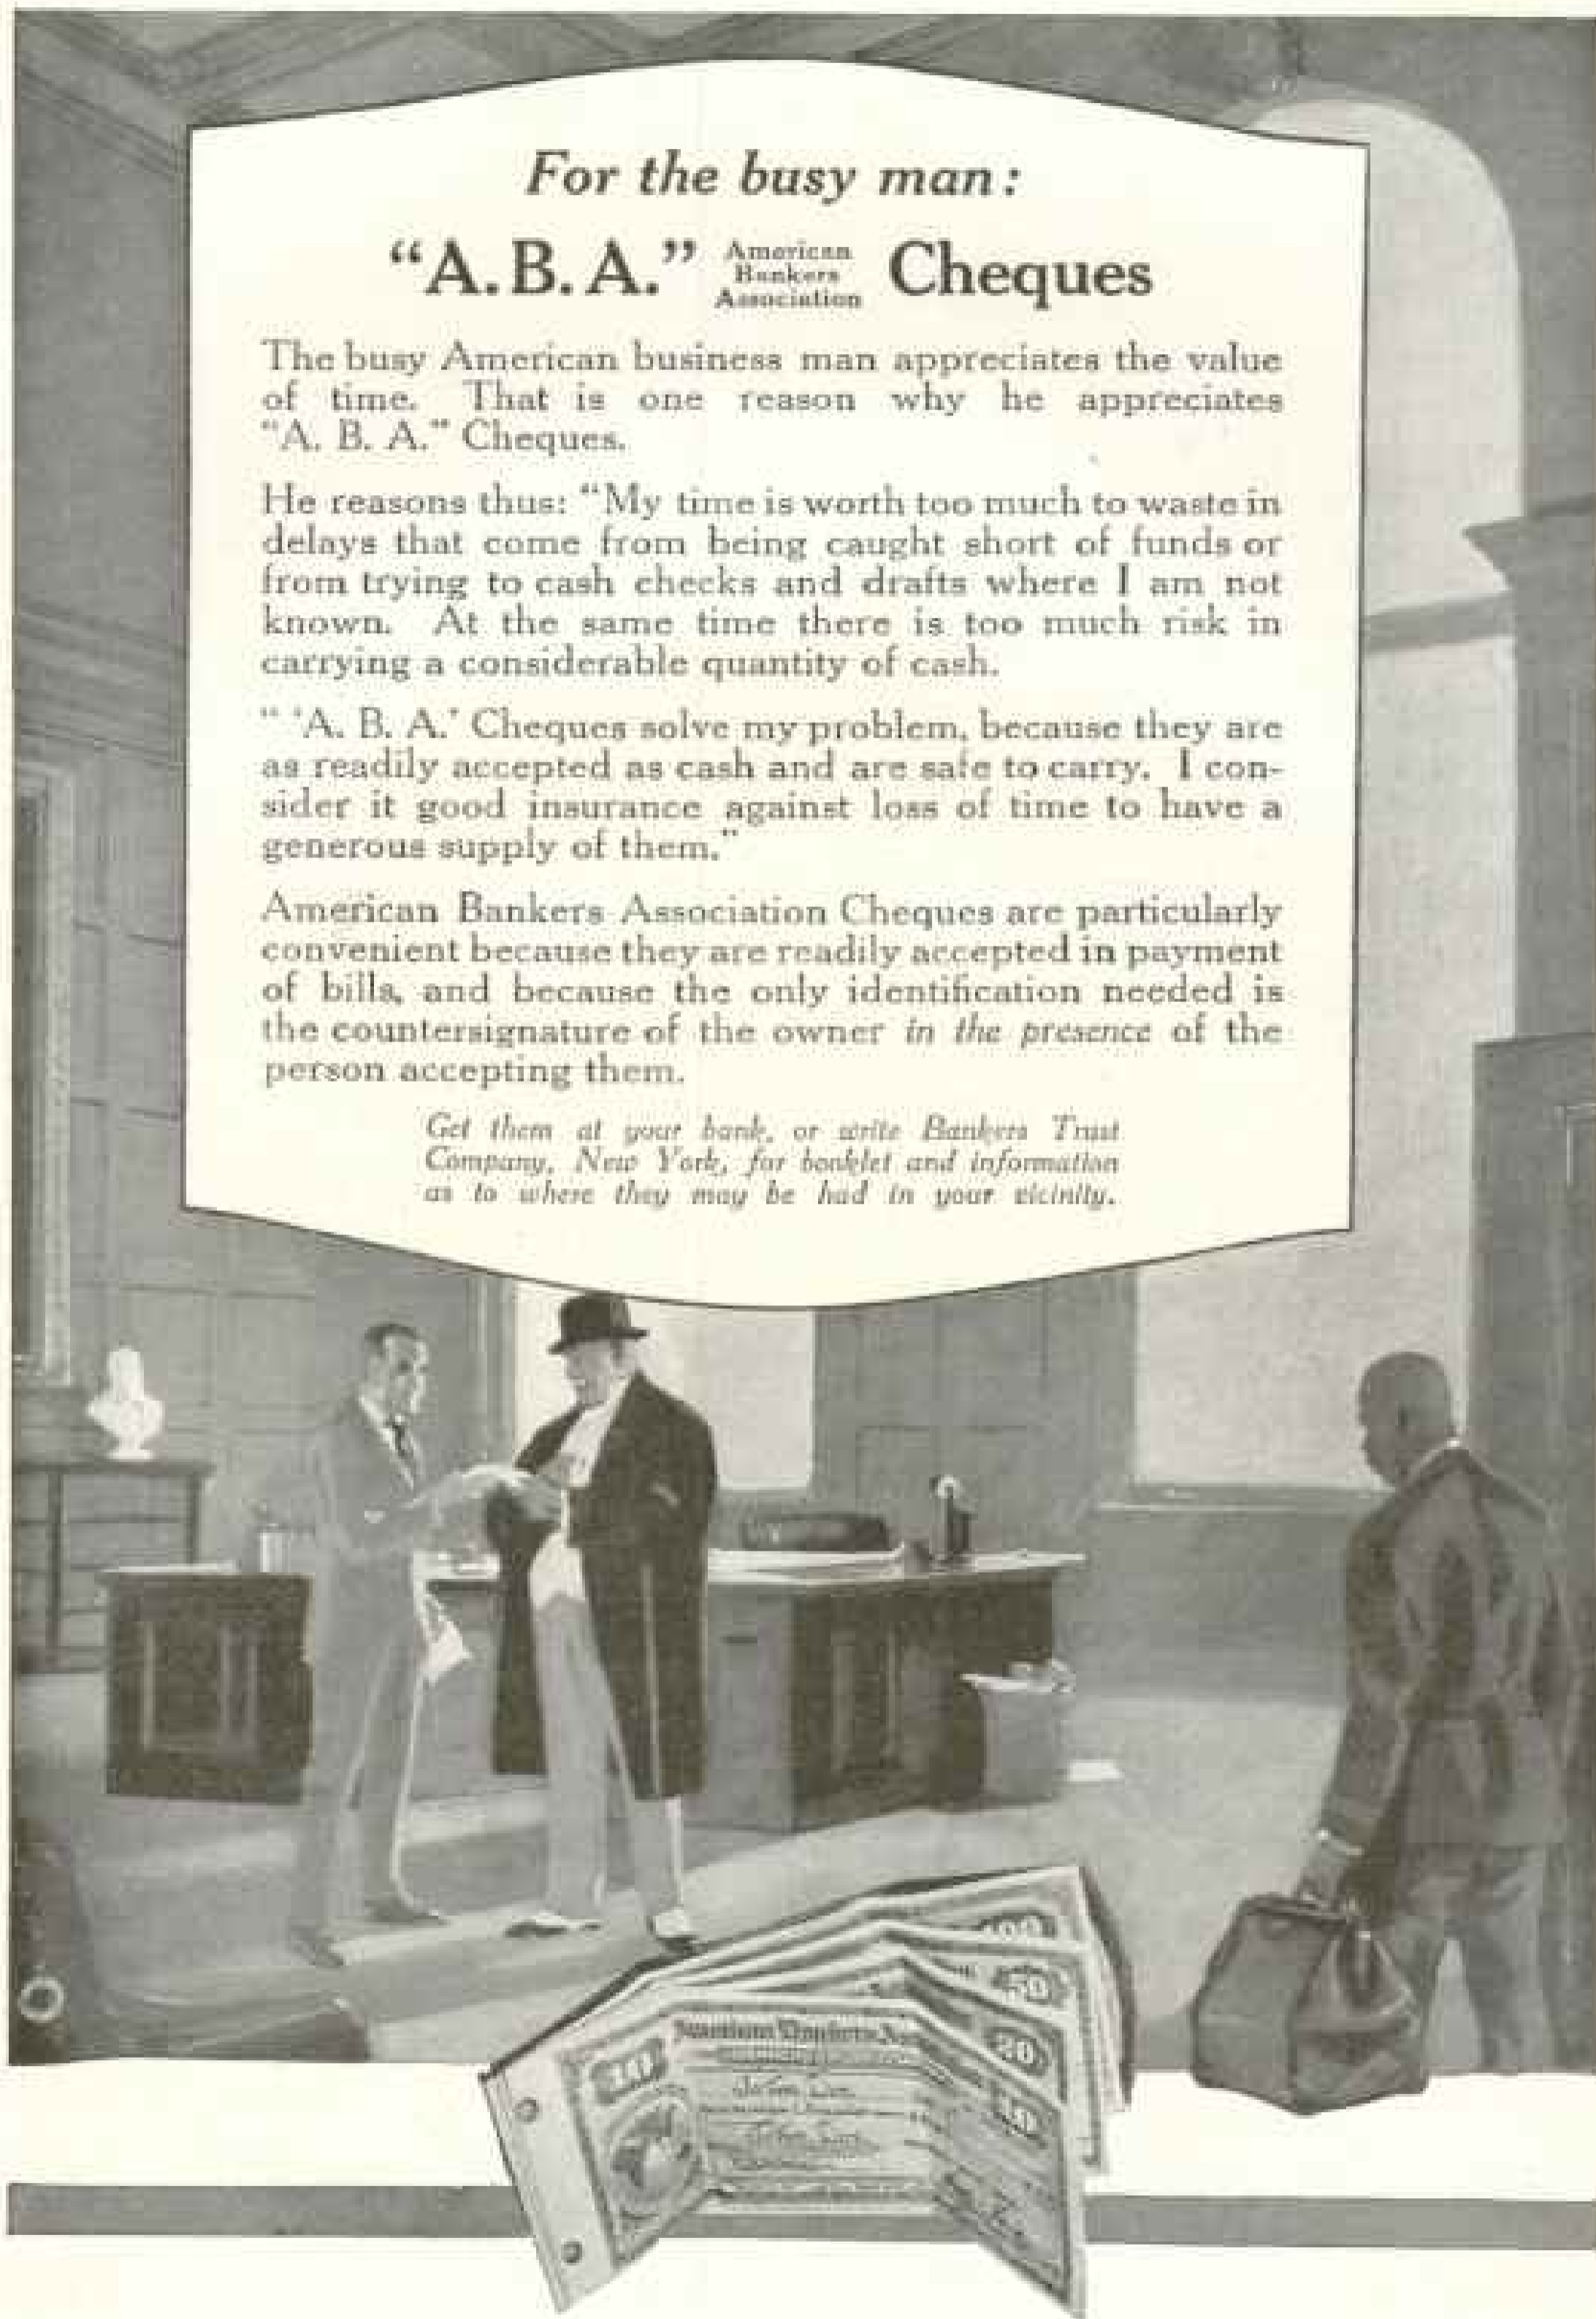 For the busy man:
“A.B.A.” American Bankers Association Cheques
The busy American business man appreciates the value
of time. That is one reason why he appreciates
“A. B. A.” Cheques.
He reasons thus: “My time is worth too much to waste in
delays that come from being caught short of funds or
from trying to cash checks and drafts where I am not
known. At the same time there is too much risk in
carrying a considerable quantity of cash.
“ ‘A. B. A.’ Cheques solve my problem, because they are
as readily accepted as cash and are safe to carry. I con-
sider it good insurance against loss of time to have a
generous supply of them.”
American Bankers Association Cheques are particularly
convenient because they are readily accepted in payment
of bills, and because the only identification needed is
the countersignature of the owner in the presence of the
person accepting them.
Get them at your bank, or write Bankers Trust
Company, New York, for booklet and information
as to where they may be had in your vicinity.
100
50
20
10
10
American Bankers